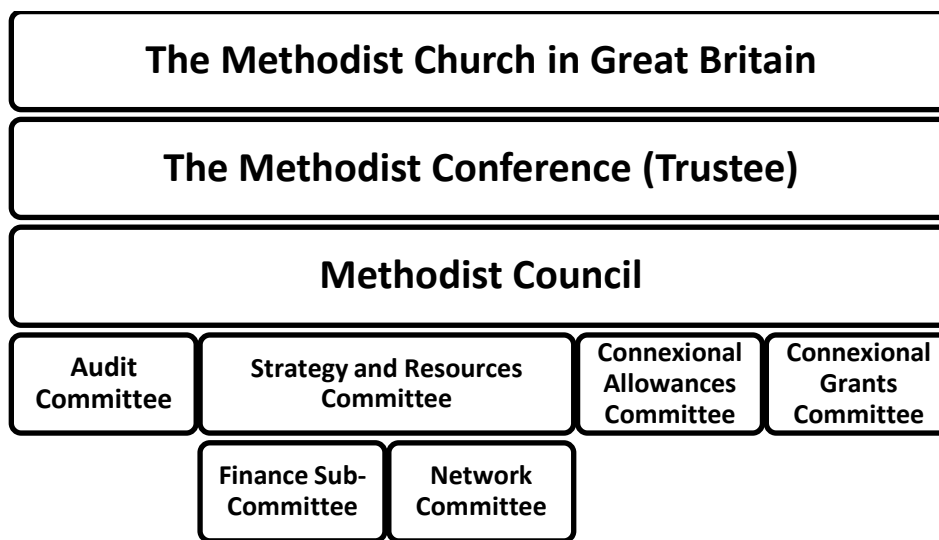 The Methodist Church in Great Britain
The Methodist Conference (Trustee)
Methodist Council
Audit
Committee
Strategy and Resources
Committee
Connexional
Allowances
Committee
Connexional
Grants
Committee
Finance Sub-
Committee
Network
Committee